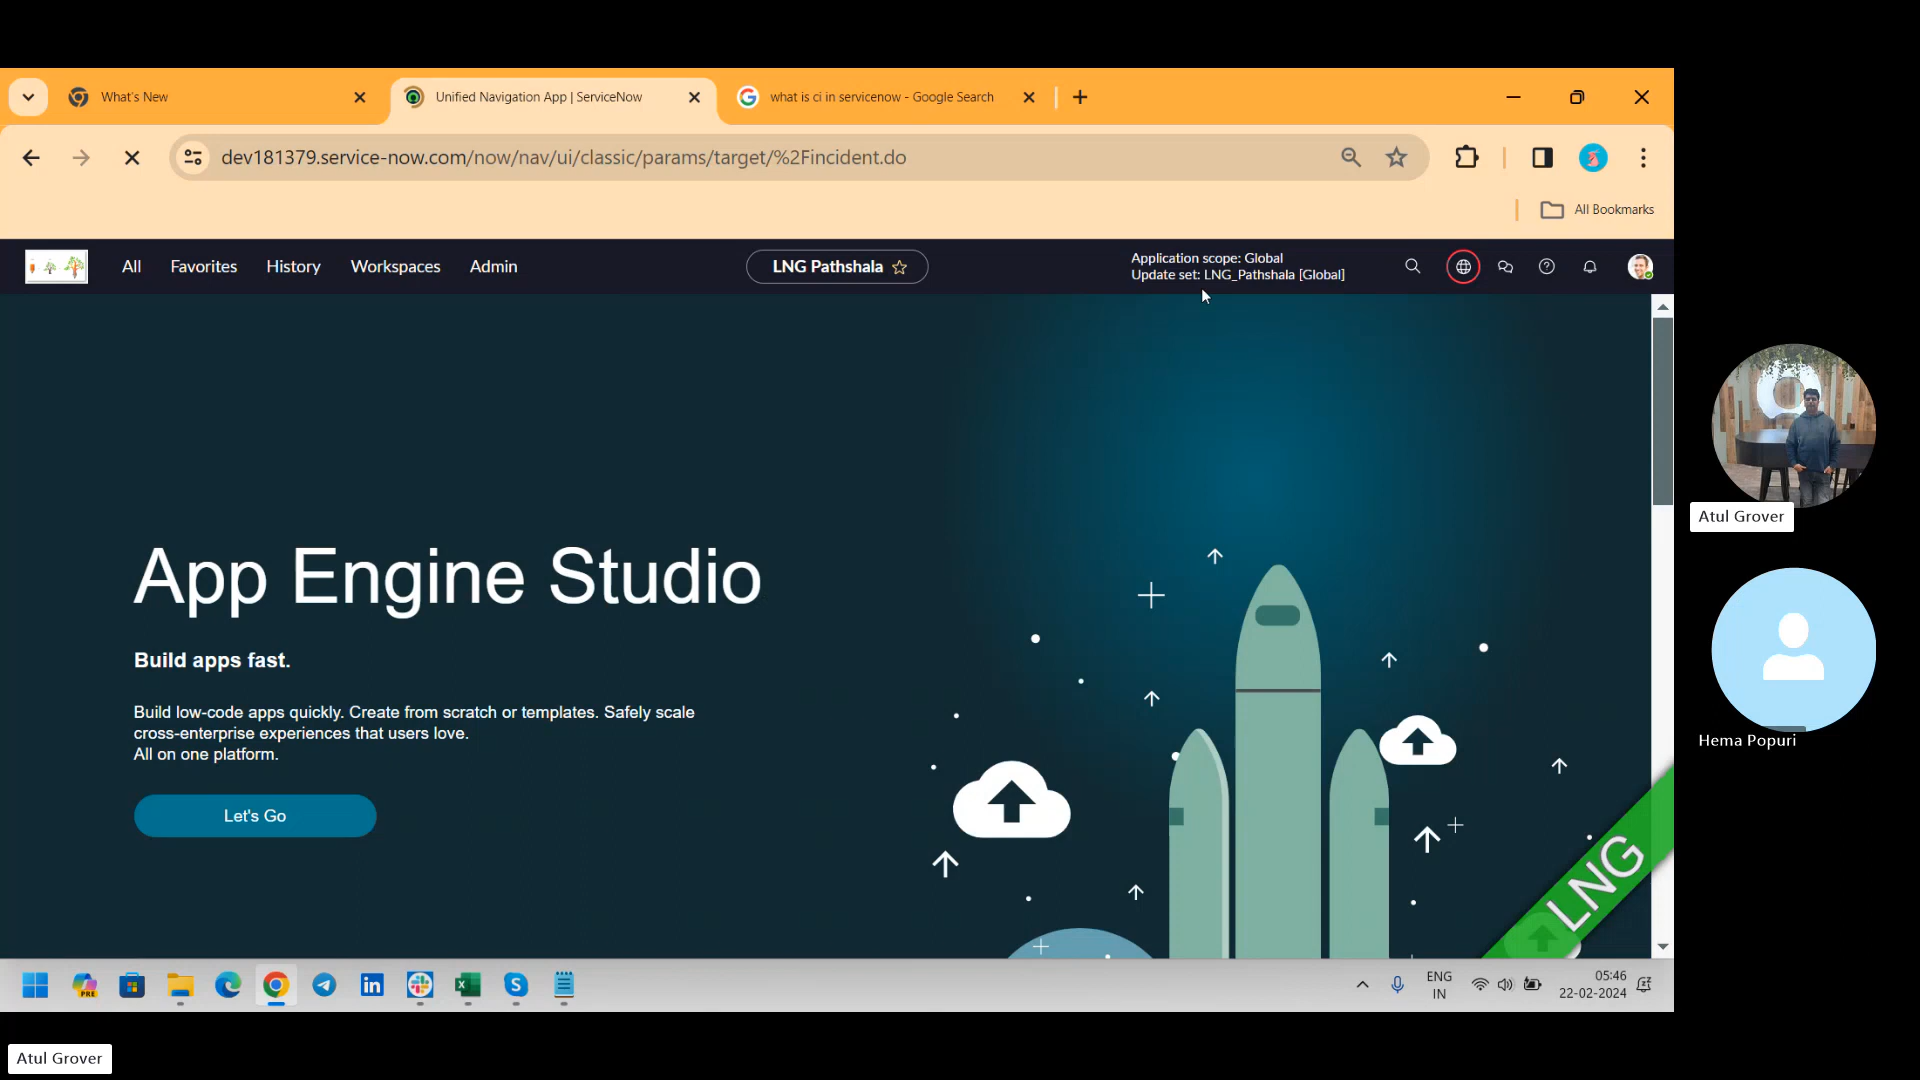 What's New
Unified Navigation App | ServiceNow
what is ci in servicenow - Google Search
dev181379.service-now.com/now/nav/ui/classic/params/target/%2Fincident.do
All Bookmarks
All
Favorites
History
Workspaces
Admin
LNG Pathshala
Application scope: Global
Update set: LNG_Pathshala [Global]
App Engine Studio
Build apps fast.
Build low-code apps quickly. Create from scratch or templates. Safely scale
cross-enterprise experiences that users love.
All on one platform.
Let's Go
LNG
Atul Grover
Hema Popuri
PRE
ENG
IN
05:46
22-02-2024
Atul Grover